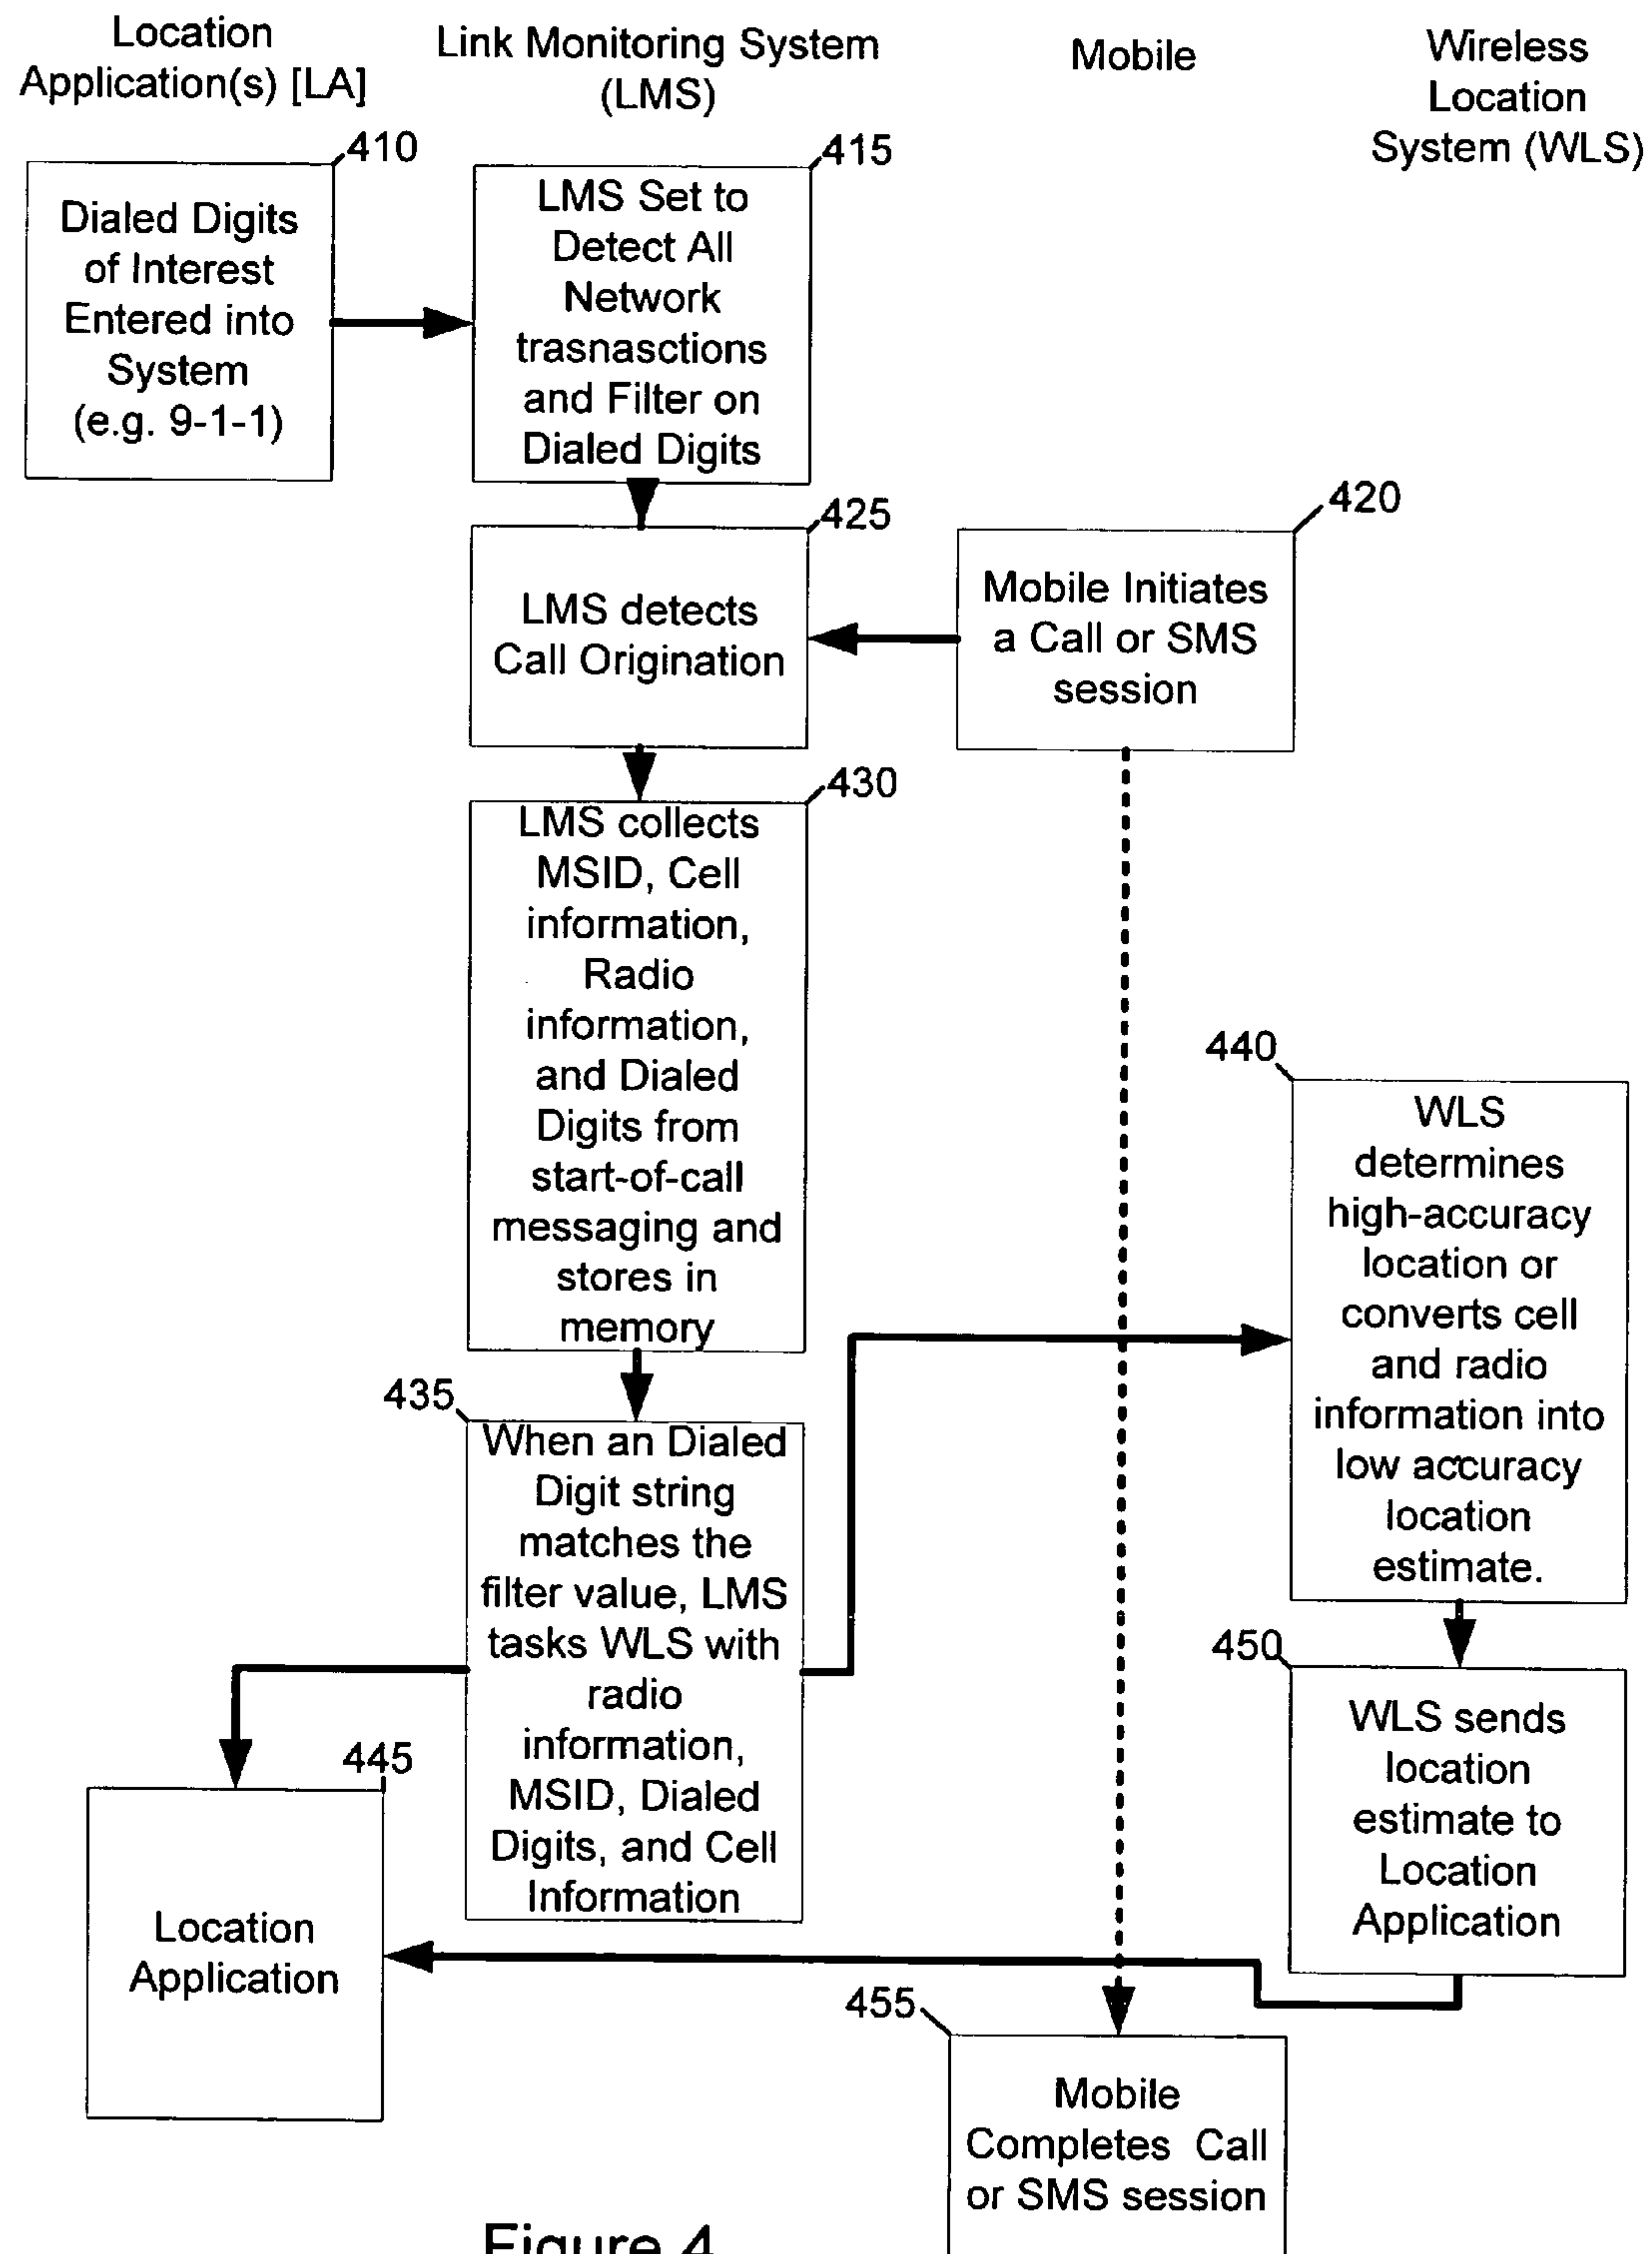 Location
Application(s) [LA]
Link Monitoring System
(LMS)
Mobile
Wireless
Location
System (WLS)
410
Dialed Digits
of Interest
Entered into
System
(e.g. 9-1-1)
415
LMS Set to
Detect All
Network
trasnasctions
and Filter on
Dialed Digits
420
Mobile Initiates
a Call or SMS
session
425
LMS detects
Call Origination
430
LMS collects
MSID, Cell
information,
Radio
information,
and Dialed
Digits from
start-of-call
messaging and
stores in
memory
435
When an Dialed
Digit string
matches the
filter value, LMS
tasks WLS with
radio
information,
MSID, Dialed
Digits, and Cell
Information
440
WLS
determines
high-accuracy
location or
converts cell
and radio
information into
low accuracy
location
estimate.
445
Location
Application
450
WLS sends
location
estimate to
Location
Application
455
Mobile
Completes Call
or SMS session
Figure 4